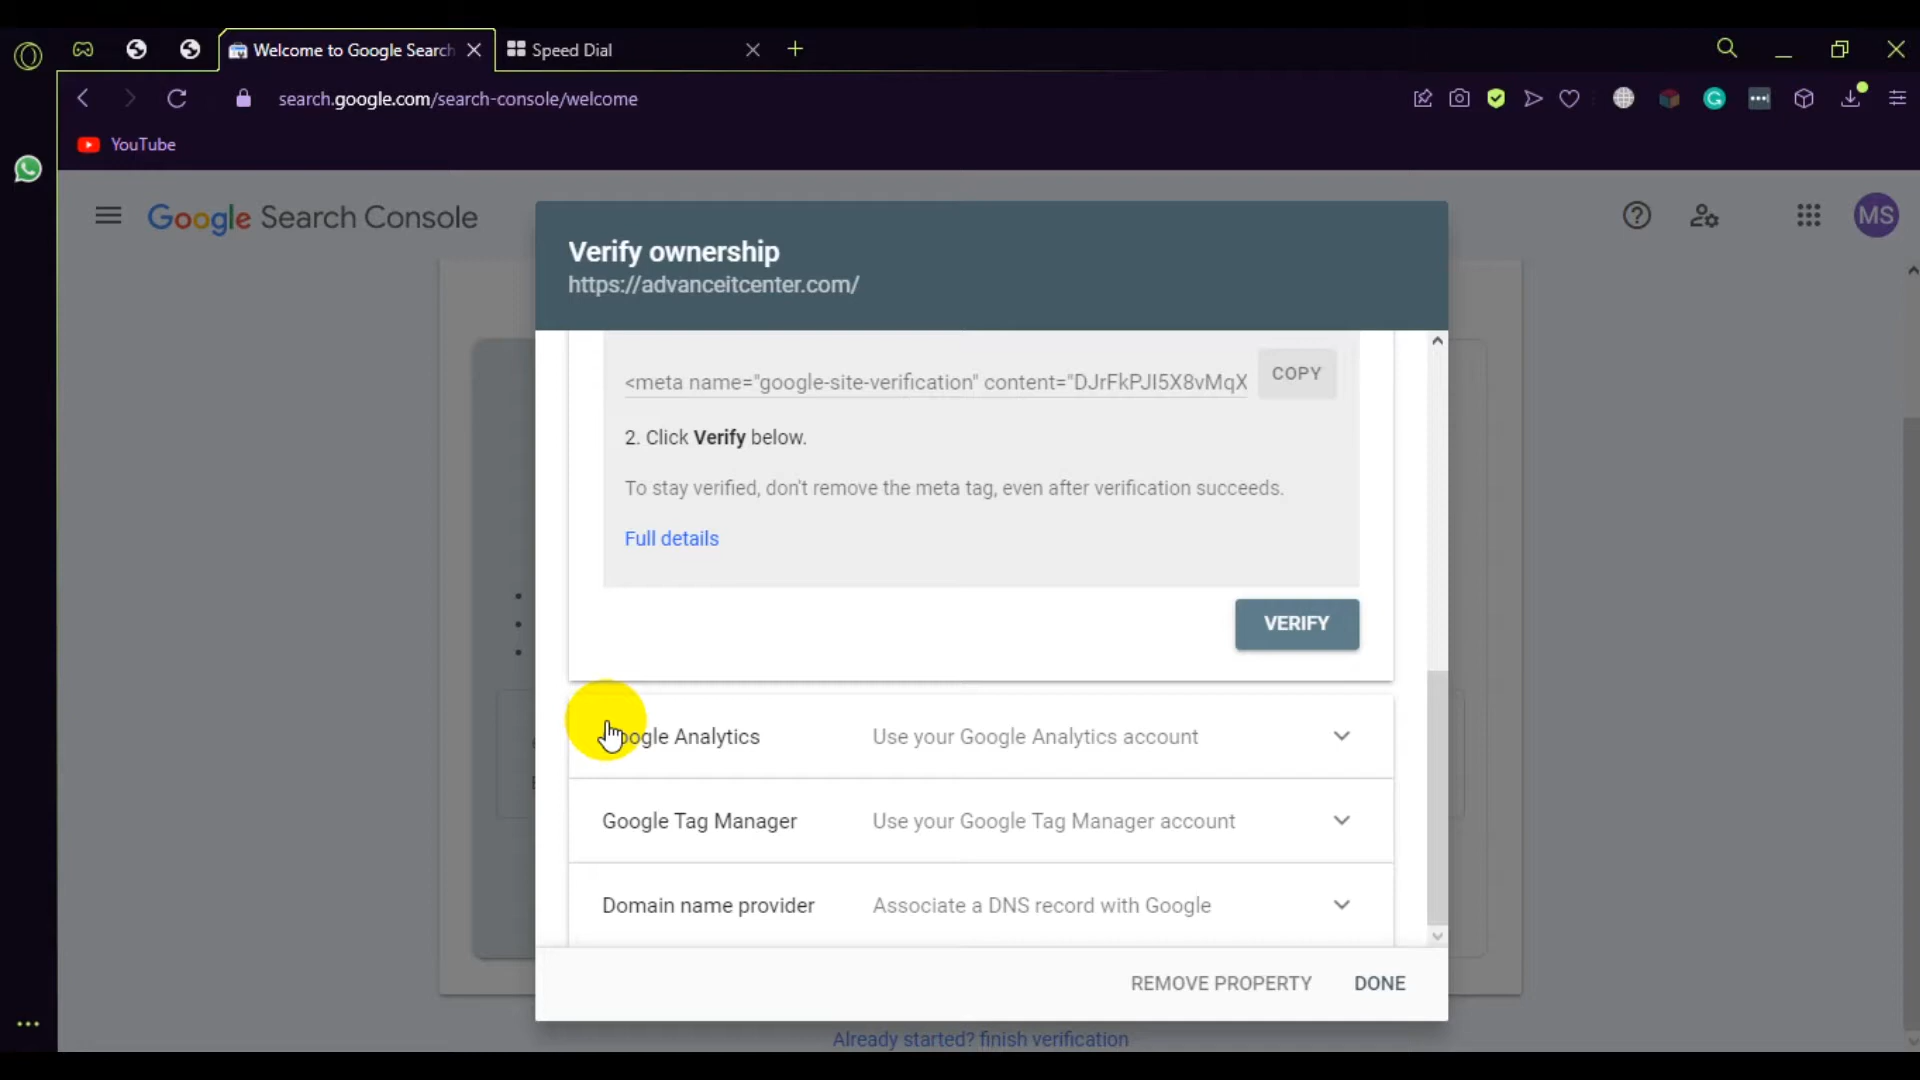 Welcome to Google Search
Speed Dial
search.google.com/search-console/welcome
YouTube
Google Search Console
MS
Verify ownership
https://advanceitcenter.com/
<meta name="google-site-verification" content="DJrFkPJI5X8vMqX
COPY
2. Click Verify below.
To stay verified, don't remove the meta tag, even after verification succeeds.
Full details
VERIFY
Google Analytics Use your Google Analytics account
Google Tag Manager Use your Google Tag Manager account
Domain name provider Associate a DNS record with Google
REMOVE PROPERTY DONE
Already started? finish verification